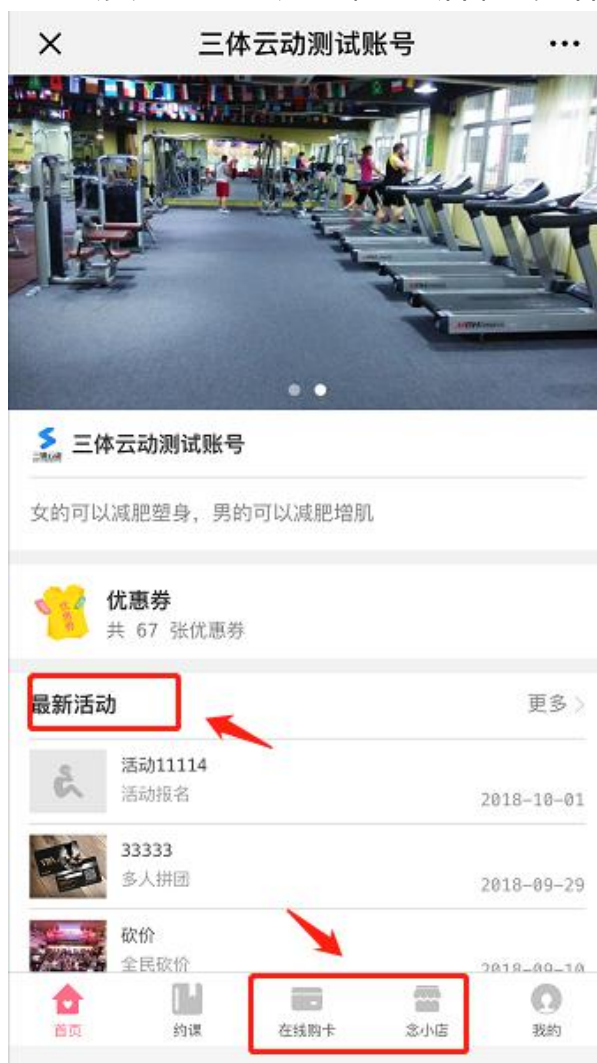 三体云动测试账号
三体云动测试账号
女的可以减肥塑身，男的可以减肥增肌
优惠券
共 67 张优惠券
最新活动 更多
活动11114
活动报名 2018-10-01
33333
多人拼团 2018-09-29
砍价
全民砍价 2018-09-10
首页 约课 在线购卡 念小店 我的